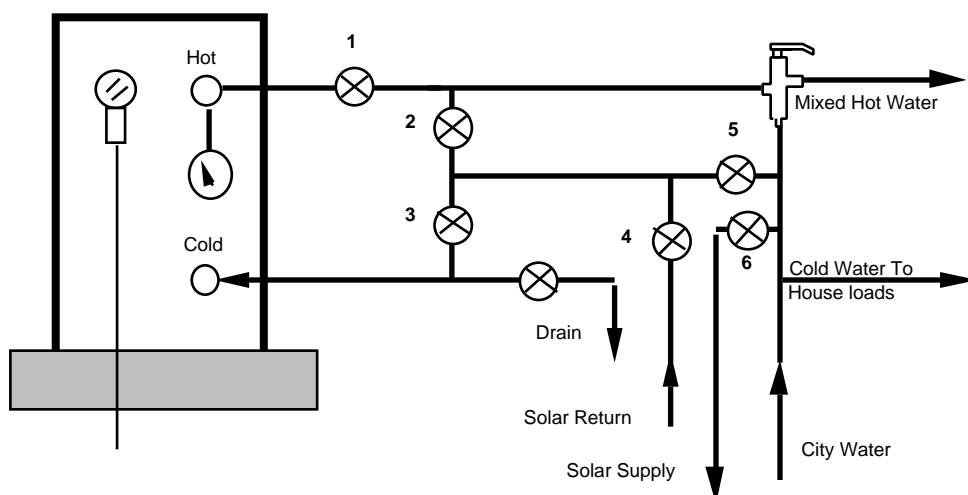 1
Hot
2
5
Mixed Hot Water
3
4
Cold
6
Cold Water To
House loads
Drain
Solar Return
City Water
Solar Supply